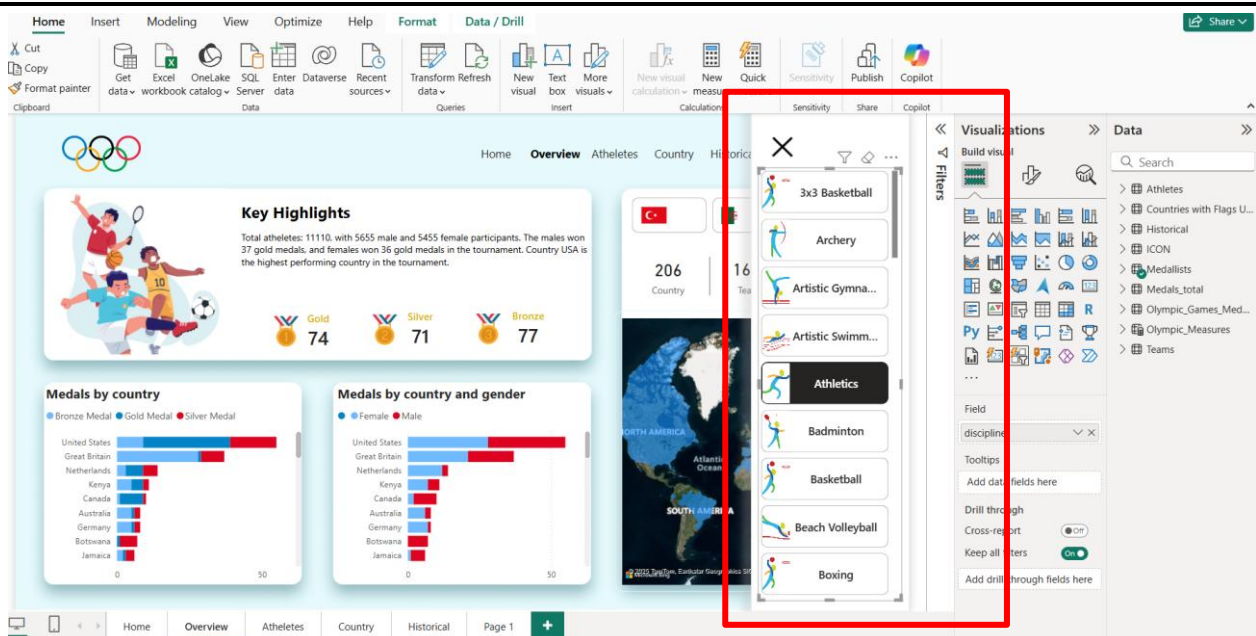 Home Insert Modeling View Optimize Help Format Data / Drill
Share
Cut
Copy
Format painter
Clipboard
Get data
Excel workbook
OneLake catalog
SQL Server
Enter data
Dataverse
Recent sources
Data
Transform data
Refresh
Queries
New visual
Text box
More visuals
Insert
New visual calculation
New
Quick
Calculation
Sensitivity
Sensitivity
Publish
Share
Copilot
Copilot
Home Overview Atheletes Country
Key Highlights
Total atheletes: 11110, with 5655 male and 5455 female participants. The males won
37 gold medals, and females won 36 gold medals in the tournament. Country USA is
the highest performing country in the tournament.
10
Gold
74
Silver
71
Bronze
77
206
Country
16
Medals by country
Bronze Medal Gold Medal Silver Medal
United States
Great Britain
Netherlands
Kenya
Canada
Australia
Germany
Botswana
Jamaica
0 50
Medals by country and gender
Female Male
United States
Great Britain
Netherlands
Kenya
Canada
Australia
Germany
Botswana
Jamaica
0 50
NORTH AMERICA
Atlantic
Ocean
SOUTH AMERICA
3x3 Basketball
Archery
Artistic Gymna...
Artistic Swimm...
Athletics
Badminton
Basketball
Beach Volleyball
Boxing
Filters
Visualizations
Build visual
R
Py
123
Field
discipline
Tooltips
Add data fields here
Drill through
Cross-report
Off
Keep all filters
On
Add drill-through fields here
Data
Search
Athletes
Countries with Flags U...
Historical
ICON
Medallists
Medals_total
Olympic_Games_Med...
Olympic_Measures
Teams
Home Overview Atheletes Country Historical Page 1